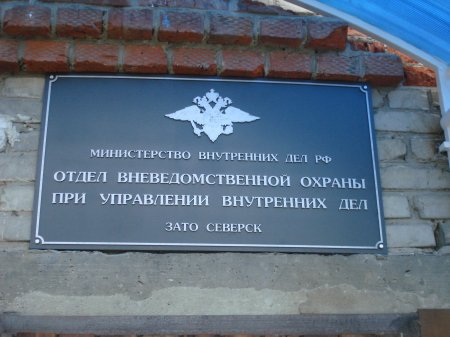 МИНИСТЕРСТВО ВНУТРЕННИХ ДЕЛ РФ
ОТДЕЛ ВНЕВЕДОМСТВЕННОЙ ОХРАНЫ
ПРИ УПРАВЛЕНИИ ВНУТРЕННИХ ДЕЛ
ЗАТО СЕВЕРСК